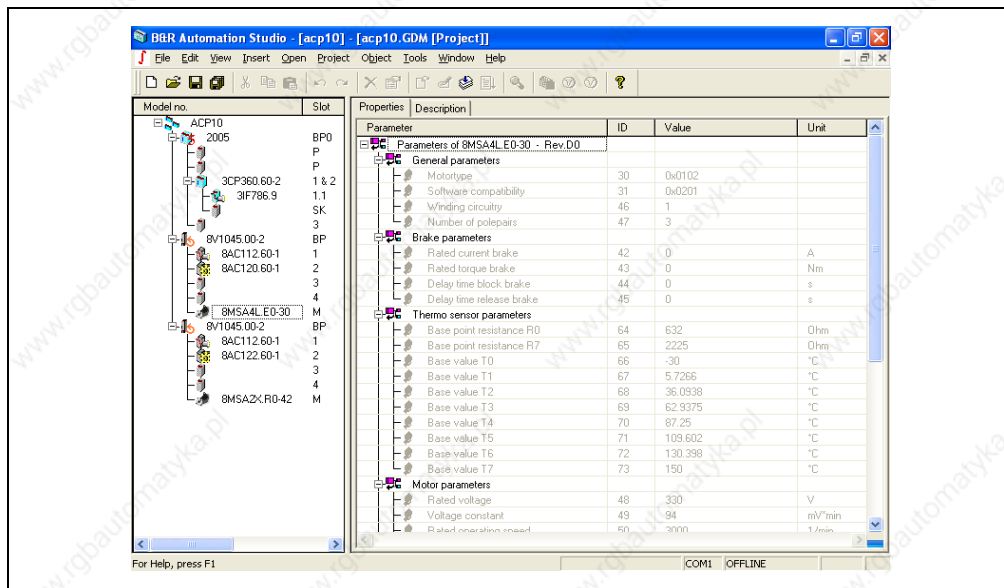 B&R Automation Studio - [acp10] - [acp10.GDM [Project]]
File Edit View Insert Open Project Object Tools Window Help
Model no. Slot
ACP10
2005 BP0
P
P
3CP360.60-2 1 & 2
3IF786.9 1.1
SK
3
8V1045.00-2 BP
8AC112.60-1 1
8AC120.60-1 2
3
4
8MSA4L.E0-30 M
8V1045.00-2 BP
8AC112.60-1 1
8AC122.60-1 2
3
4
8MSA2X.R0-42 M
Properties Description
Parameter ID Value Unit
Parameters of 8MSA4L.E0-30 - Rev.D0
General parameters
Motortype 30 0x0102
Software compatibility 31 0x0201
Winding circuitry 46 1
Number of polepairs 47 3
Brake parameters
Rated current brake 42 0 A
Rated torque brake 43 0 Nm
Delay time block brake 44 0 s
Delay time release brake 45 0 s
Thermo sensor parameters
Base point resistance R0 64 632 Ohm
Base point resistance R7 65 2225 Ohm
Base value T0 66 -30 °C
Base value T1 67 5.7266 °C
Base value T2 68 36.0938 °C
Base value T3 69 62.9375 °C
Base value T4 70 87.25 °C
Base value T5 71 109.602 °C
Base value T6 72 130.398 °C
Base value T7 73 150 °C
Motor parameters
Rated voltage 48 330 V
Voltage constant 49 94 mV*min
Rated operating speed 50 3000 1/min
For Help, press F1 COM1 OFFLINE
www.rgbautomatyka.pl